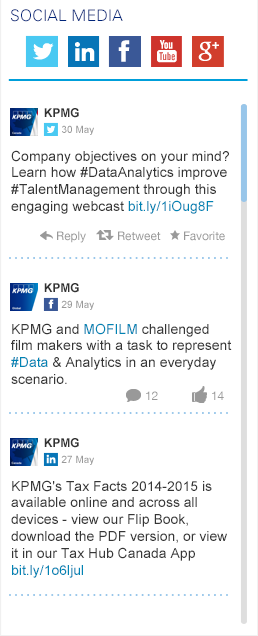 SOCIAL MEDIA
You
Tube
g+
KPMG
KPMG
30 May
Company objectives on your mind?
Learn how #DataAnalytics improve
#TalentManagement through this
engaging webcast bit.ly/1iOug8F
Reply Retweet Favorite
KPMG
KPMG
29 May
KPMG and MOFILM challenged
film makers with a task to represent
#Data & Analytics in an everyday
scenario.
12 14
KPMG
KPMG
27 May
KPMG's Tax Facts 2014-2015 is
available online and across all
devices - view our Flip Book,
download the PDF version, or view
it in our Tax Hub Canada App
bit.ly/1o6Ijul